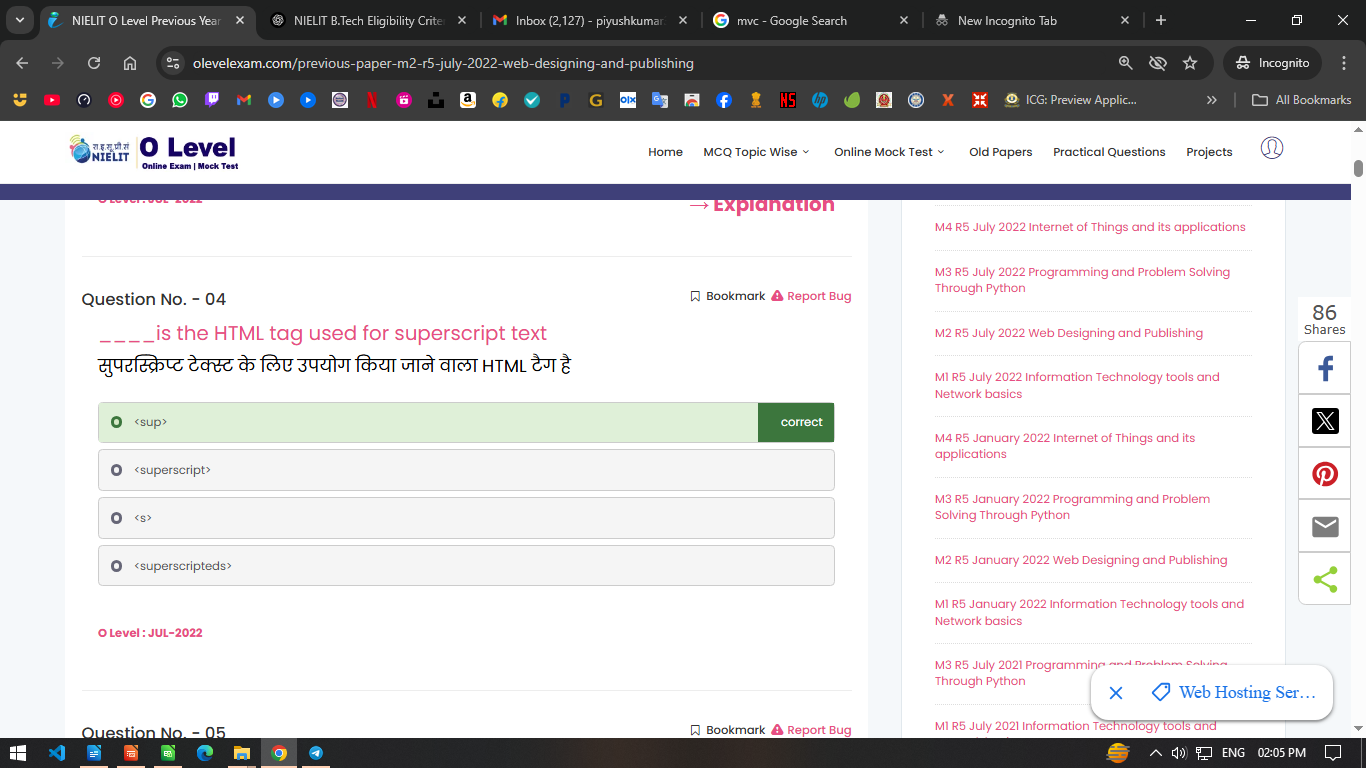 NIELIT O Level Previous Year
NIELIT B.Tech Eligibility Crite
Inbox (2,127) - piyushkumar
mvc - Google Search
New Incognito Tab
olevelexam.com/previous-paper-m2-r5-july-2022-web-designing-and-publishing
Incognito
ICG: Preview Applic...
All Bookmarks
रा.इ.सू.प्रौ.सं
NIELIT
O Level
Online Exam | Mock Test
Home
MCQ Topic Wise
Online Mock Test
Old Papers
Practical Questions
Projects
O Level : JUL-2022
→ Explanation
Question No. - 04
Bookmark
Report Bug
____is the HTML tag used for superscript text
सुपरस्क्रिप्ट टेक्स्ट के लिए उपयोग किया जाने वाला HTML टैग है
O <sup>
correct
O <superscript>
O <s>
O <superscripteds>
O Level : JUL-2022
Question No. - 05
Bookmark
Report Bug
M4 R5 July 2022 Internet of Things and its applications
M3 R5 July 2022 Programming and Problem Solving
Through Python
M2 R5 July 2022 Web Designing and Publishing
M1 R5 July 2022 Information Technology tools and
Network basics
M4 R5 January 2022 Internet of Things and its
applications
M3 R5 January 2022 Programming and Problem
Solving Through Python
M2 R5 January 2022 Web Designing and Publishing
M1 R5 January 2022 Information Technology tools and
Network basics
M3 R5 July 2021 Programming and Problem Solving
Through Python
M1 R5 July 2021 Information Technology tools and
86
Shares
Web Hosting Ser...
ENG
02:05 PM